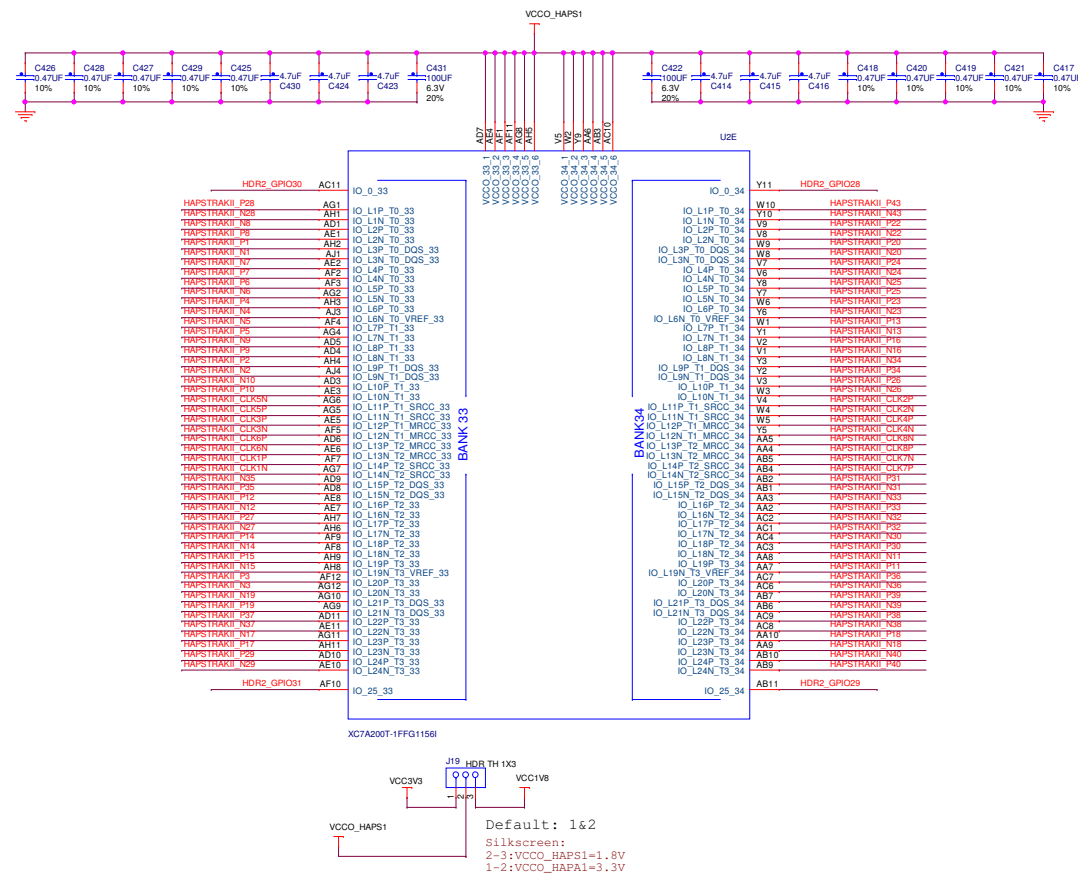 VCCO_HAPS1
C426 0.47UF 10%
C428 0.47UF 10%
C427 0.47UF 10%
C429 0.47UF 10%
C425 0.47UF 10%
4.7uF C430
4.7uF C424
4.7uF C423
C431 100UF 6.3V 20%
C422 100UF 6.3V 20%
4.7uF C414
4.7uF C415
4.7uF C416
C418 0.47UF 10%
C420 0.47UF 10%
C419 0.47UF 10%
C421 0.47UF 10%
C417 0.47UF 10%
AD7 AE4 AF1 AF11 AG8 AH5 V5 W2 Y9 AA6 AB3 AC10
U2E
VCCO_33_1 VCCO_33_2 VCCO_33_3 VCCO_33_4 VCCO_33_5 VCCO_33_6 VCCO_34_1 VCCO_34_2 VCCO_34_3 VCCO_34_4 VCCO_34_5 VCCO_34_6
HDR2_GPIO30 AC11 IO_0_33 IO_0_34 Y11 HDR2_GPIO28
HAPSTRAKII_P28 AG1 IO_L1P_T0_33 IO_L1P_T0_34 W10 HAPSTRAKII_P43
HAPSTRAKII_N28 AH1 IO_L1N_T0_33 IO_L1N_T0_34 Y10 HAPSTRAKII_N43
HAPSTRAKII_N8 AD1 IO_L2P_T0_33 IO_L2P_T0_34 V9 HAPSTRAKII_P22
HAPSTRAKII_P8 AE1 IO_L2N_T0_33 IO_L2N_T0_34 V8 HAPSTRAKII_N22
HAPSTRAKII_P1 AH2 IO_L3P_T0_DQS_33 IO_L3P_T0_DQS_34 W9 HAPSTRAKII_P20
HAPSTRAKII_N1 AJ1 IO_L3N_T0_DQS_33 IO_L3N_T0_DQS_34 W8 HAPSTRAKII_N20
HAPSTRAKII_N7 AE2 IO_L4P_T0_33 IO_L4P_T0_34 V7 HAPSTRAKII_P24
HAPSTRAKII_P7 AF2 IO_L4N_T0_33 IO_L4N_T0_34 V6 HAPSTRAKII_N24
HAPSTRAKII_P6 AF3 IO_L5P_T0_33 IO_L5P_T0_34 Y8 HAPSTRAKII_N25
HAPSTRAKII_N6 AG2 IO_L5N_T0_33 IO_L5N_T0_34 Y7 HAPSTRAKII_P25
HAPSTRAKII_P4 AH3 IO_L6P_T0_33 IO_L6P_T0_34 W6 HAPSTRAKII_P23
HAPSTRAKII_N4 AJ3 IO_L6N_T0_VREF_33 IO_L6N_T0_VREF_34 Y6 HAPSTRAKII_N23
HAPSTRAKII_N5 AF4 IO_L7P_T1_33 IO_L7P_T1_34 W1 HAPSTRAKII_P13
HAPSTRAKII_P5 AG4 IO_L7N_T1_33 IO_L7N_T1_34 Y1 HAPSTRAKII_N13
HAPSTRAKII_N9 AD5 IO_L8P_T1_33 IO_L8P_T1_34 V2 HAPSTRAKII_P16
HAPSTRAKII_P9 AD4 IO_L8N_T1_33 IO_L8N_T1_34 V1 HAPSTRAKII_N16
HAPSTRAKII_P2 AH4 IO_L9P_T1_DQS_33 IO_L9P_T1_DQS_34 Y3 HAPSTRAKII_N34
HAPSTRAKII_N2 AJ4 IO_L9N_T1_DQS_33 IO_L9N_T1_DQS_34 Y2 HAPSTRAKII_P34
HAPSTRAKII_N10 AD3 IO_L10P_T1_33 IO_L10P_T1_34 V3 HAPSTRAKII_P26
HAPSTRAKII_P10 AE3 IO_L10N_T1_33 IO_L10N_T1_34 W3 HAPSTRAKII_N26
HAPSTRAKII_CLK5N AG6 IO_L11P_T1_SRCC_33 IO_L11P_T1_SRCC_34 V4 HAPSTRAKII_CLK2P
HAPSTRAKII_CLK5P AG5 IO_L11N_T1_SRCC_33 IO_L11N_T1_SRCC_34 W4 HAPSTRAKII_CLK2N
HAPSTRAKII_CLK3P AE5 IO_L12P_T1_MRCC_33 IO_L12P_T1_MRCC_34 W5 HAPSTRAKII_CLK4P
HAPSTRAKII_CLK3N AF5 IO_L12N_T1_MRCC_33 IO_L12N_T1_MRCC_34 Y5 HAPSTRAKII_CLK4N
HAPSTRAKII_CLK6P AD6 IO_L13P_T2_MRCC_33 IO_L13P_T2_MRCC_34 AA5 HAPSTRAKII_CLK8N
HAPSTRAKII_CLK6N AE6 IO_L13N_T2_MRCC_33 IO_L13N_T2_MRCC_34 AA4 HAPSTRAKII_CLK8P
HAPSTRAKII_CLK1P AF7 IO_L14P_T2_SRCC_33 IO_L14P_T2_SRCC_34 AB5 HAPSTRAKII_CLK7N
HAPSTRAKII_CLK1N AG7 IO_L14N_T2_SRCC_33 IO_L14N_T2_SRCC_34 AB4 HAPSTRAKII_CLK7P
HAPSTRAKII_N35 AD9 IO_L15P_T2_DQS_33 IO_L15P_T2_DQS_34 AB2 HAPSTRAKII_P31
HAPSTRAKII_P35 AD8 IO_L15N_T2_DQS_33 IO_L15N_T2_DQS_34 AB1 HAPSTRAKII_N31
HAPSTRAKII_P12 AE8 IO_L16P_T2_33 IO_L16P_T2_34 AA3 HAPSTRAKII_N33
HAPSTRAKII_N12 AE7 IO_L16N_T2_33 IO_L16N_T2_34 AA2 HAPSTRAKII_P33
HAPSTRAKII_P27 AH7 IO_L17P_T2_33 IO_L17P_T2_34 AC2 HAPSTRAKII_N32
HAPSTRAKII_N27 AH6 IO_L17N_T2_33 IO_L17N_T2_34 AC1 HAPSTRAKII_P32
HAPSTRAKII_P14 AF9 IO_L18P_T2_33 IO_L18P_T2_34 AC4 HAPSTRAKII_N30
HAPSTRAKII_N14 AF8 IO_L18N_T2_33 IO_L18N_T2_34 AC3 HAPSTRAKII_P30
HAPSTRAKII_P15 AH9 IO_L19P_T3_33 IO_L19P_T3_34 AA8 HAPSTRAKII_N11
HAPSTRAKII_N15 AH8 IO_L19N_T3_VREF_33 IO_L19N_T3_VREF_34 AA7 HAPSTRAKII_P11
HAPSTRAKII_P3 AF12 IO_L20P_T3_33 IO_L20P_T3_34 AC7 HAPSTRAKII_P36
HAPSTRAKII_N3 AG12 IO_L20N_T3_33 IO_L20N_T3_34 AC6 HAPSTRAKII_N36
HAPSTRAKII_N19 AG10 IO_L21P_T3_DQS_33 IO_L21P_T3_DQS_34 AB7 HAPSTRAKII_P39
HAPSTRAKII_P19 AG9 IO_L21N_T3_DQS_33 IO_L21N_T3_DQS_34 AB6 HAPSTRAKII_N39
HAPSTRAKII_P37 AD11 IO_L22P_T3_33 IO_L22P_T3_34 AC9 HAPSTRAKII_P38
HAPSTRAKII_N37 AE11 IO_L22N_T3_33 IO_L22N_T3_34 AC8 HAPSTRAKII_N38
HAPSTRAKII_N17 AG11 IO_L23P_T3_33 IO_L23P_T3_34 AA10 HAPSTRAKII_P18
HAPSTRAKII_P17 AH11 IO_L23N_T3_33 IO_L23N_T3_34 AA9 HAPSTRAKII_N18
HAPSTRAKII_P29 AD10 IO_L24P_T3_33 IO_L24P_T3_34 AB10 HAPSTRAKII_N40
HAPSTRAKII_N29 AE10 IO_L24N_T3_33 IO_L24N_T3_34 AB9 HAPSTRAKII_P40
HDR2_GPIO31 AF10 IO_25_33 IO_25_34 AB11 HDR2_GPIO29
BANK 33
BANK34
XC7A200T-1FFG1156I
J19 HDR TH 1X3
VCC3V3
VCC1V8
1 2 3
VCCO_HAPS1
Default: 1&2
Silkscreen:
2-3:VCCO_HAPS1=1.8V
1-2:VCCO_HAPA1=3.3V